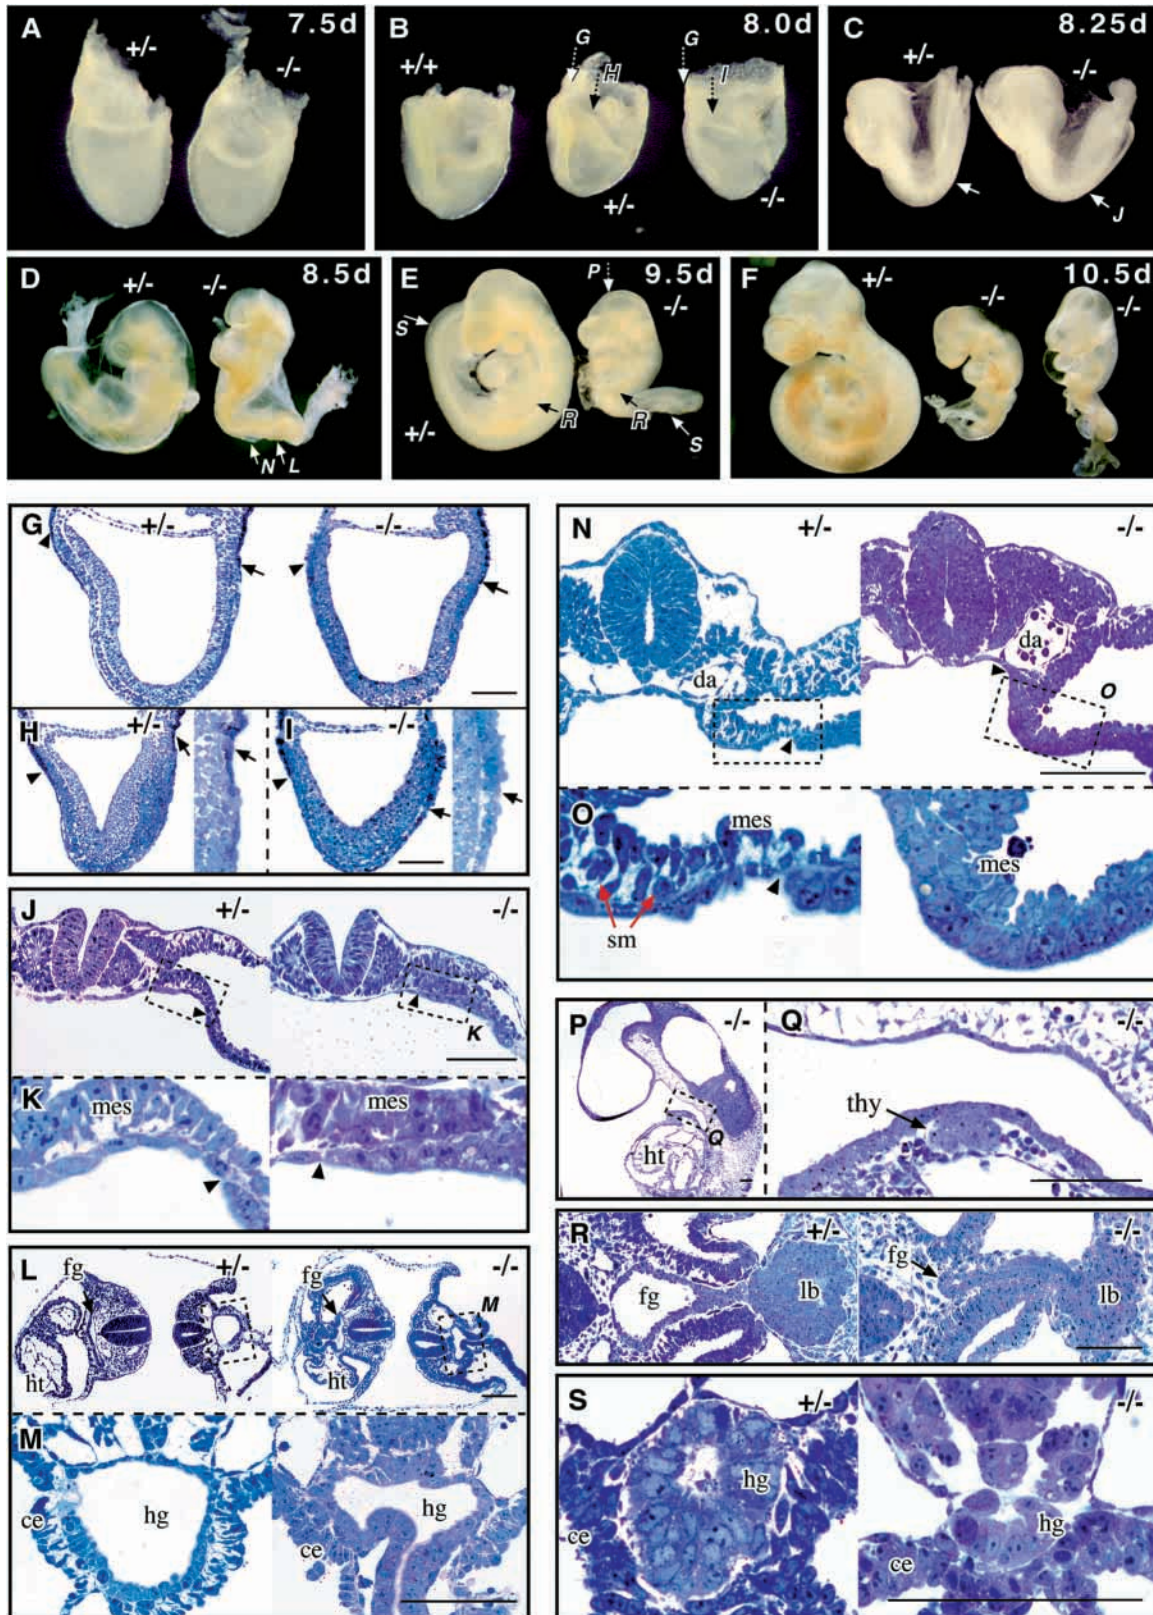 A +/- -/- 7.5d
B +/+ G H +/- G I -/- 8.0d
C +/- -/- J 8.25d
D +/- -/- N L 8.5d
E S +/- R P R S -/- 9.5d
F +/- -/- -/- 10.5d
G +/- -/-
H +/- I -/-
J +/- -/- K
K mes mes
L fg ht +/- fg ht M -/-
M ce hg ce hg
N +/- da -/- da O
O mes sm mes
P -/- ht Q
Q -/- thy
R +/- fg lb -/- fg lb
S +/- ce hg -/- ce hg